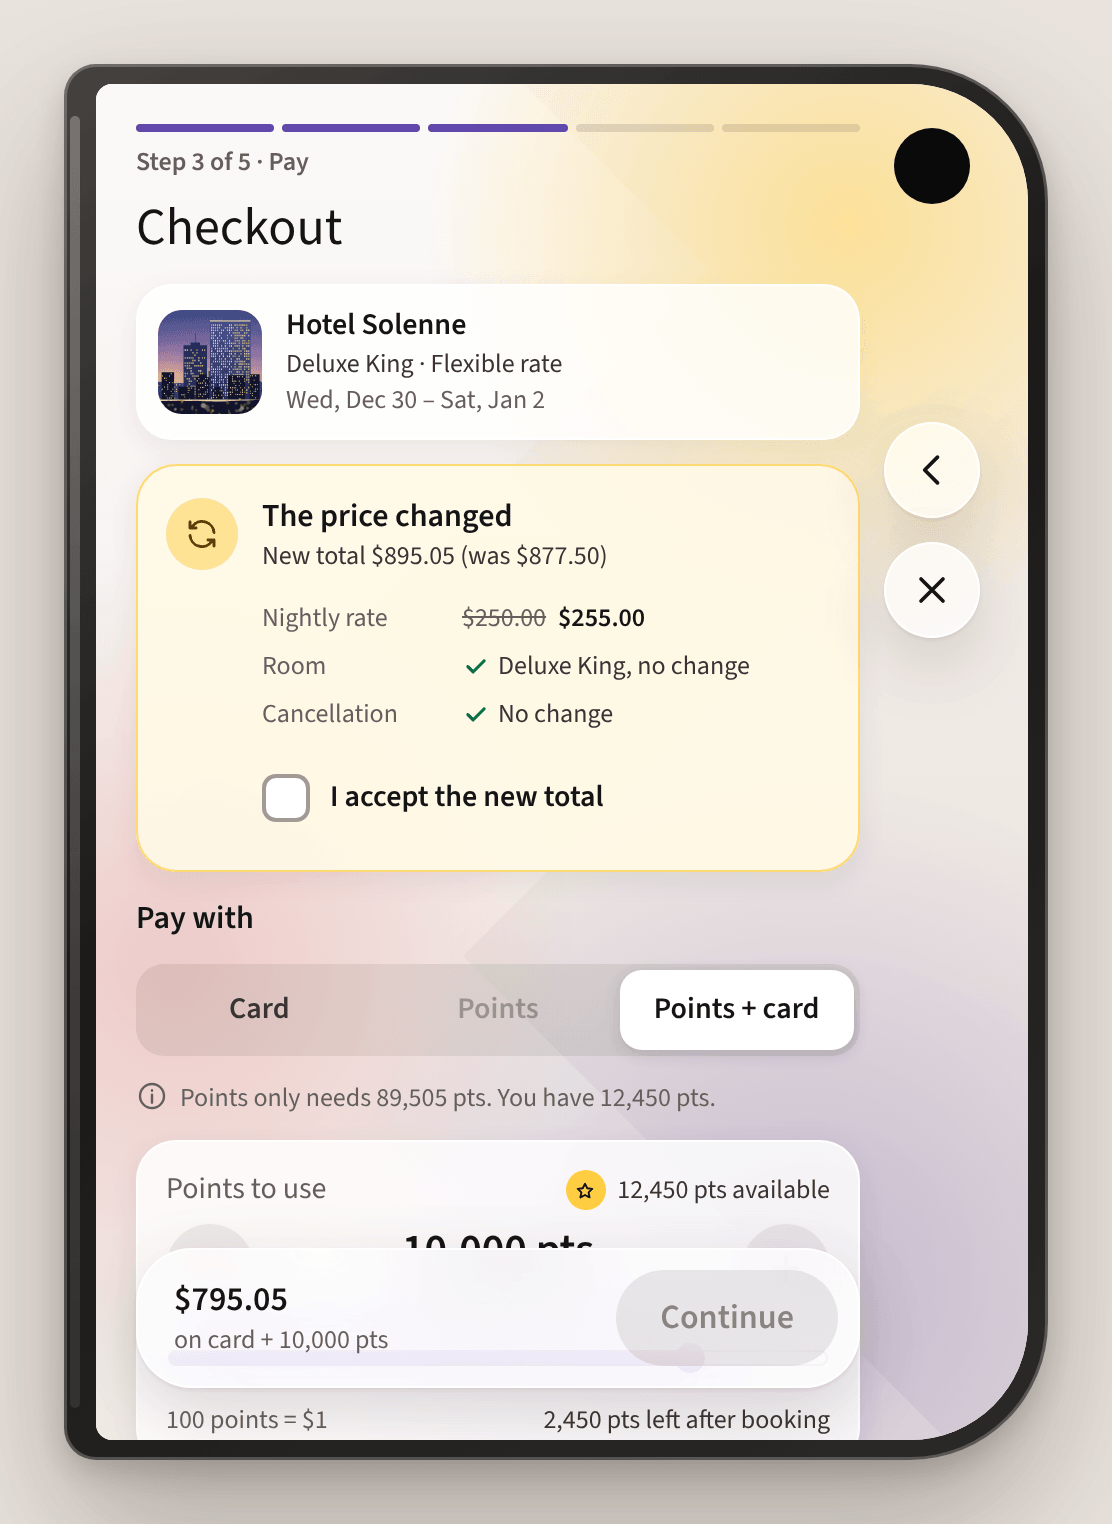 Step 3 of 5 · Pay
Checkout
Hotel Solenne
Deluxe King · Flexible rate
Wed, Dec 30 – Sat, Jan 2
The price changed
New total $895.05 (was $877.50)
Nightly rate $250.00 $255.00
Room Deluxe King, no change
Cancellation No change
I accept the new total
Pay with
Card Points Points + card
Points only needs 89,505 pts. You have 12,450 pts.
Points to use 12,450 pts available
10,000 pts
$795.05
on card + 10,000 pts
Continue
100 points = $1 2,450 pts left after booking